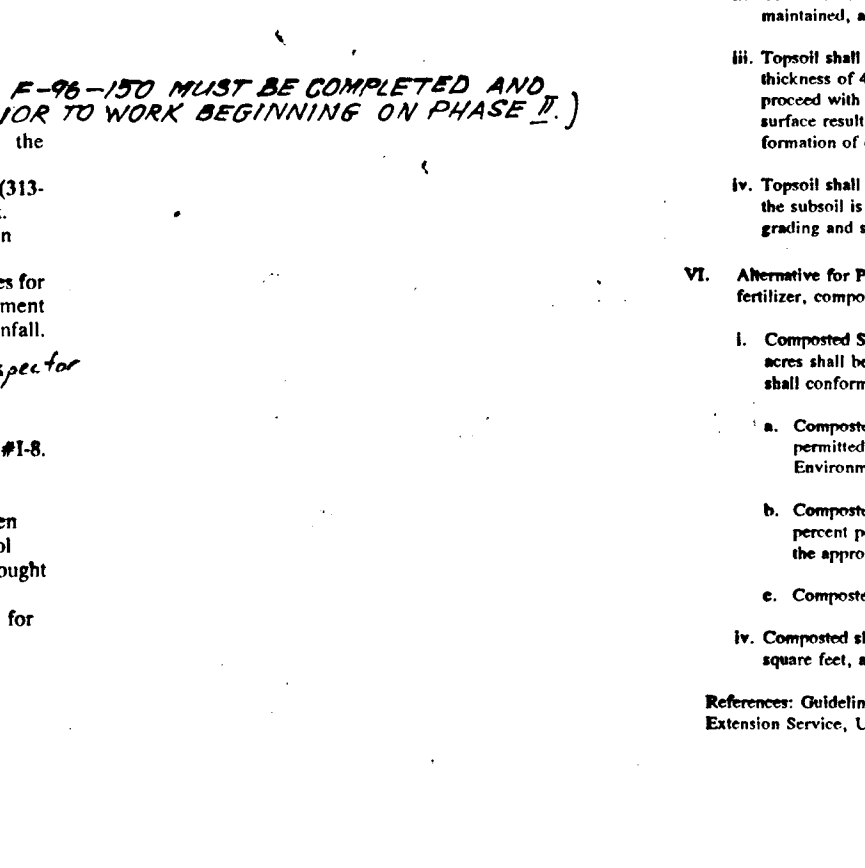 F-96-150 MUST BE COMPLETED AND
IOR TO WORK BEGINNING ON PHASE II.)
the
(313-
n
es for
ment
nfall.
spector
#I-8.
en
ol
ought
for
maintained, a
iii. Topsoil shall
thickness of 4
proceed with
surface result
formation of
iv. Topsoil shall
the subsoil is
grading and s
VI. Alternative for P
fertilizer, compo
i. Composted S
acres shall be
shall conform
a. Composte
permitted
Environm
b. Composte
percent p
the appro
c. Composte
iv. Composted sl
square feet, a
References: Guidelin
Extension Service, U